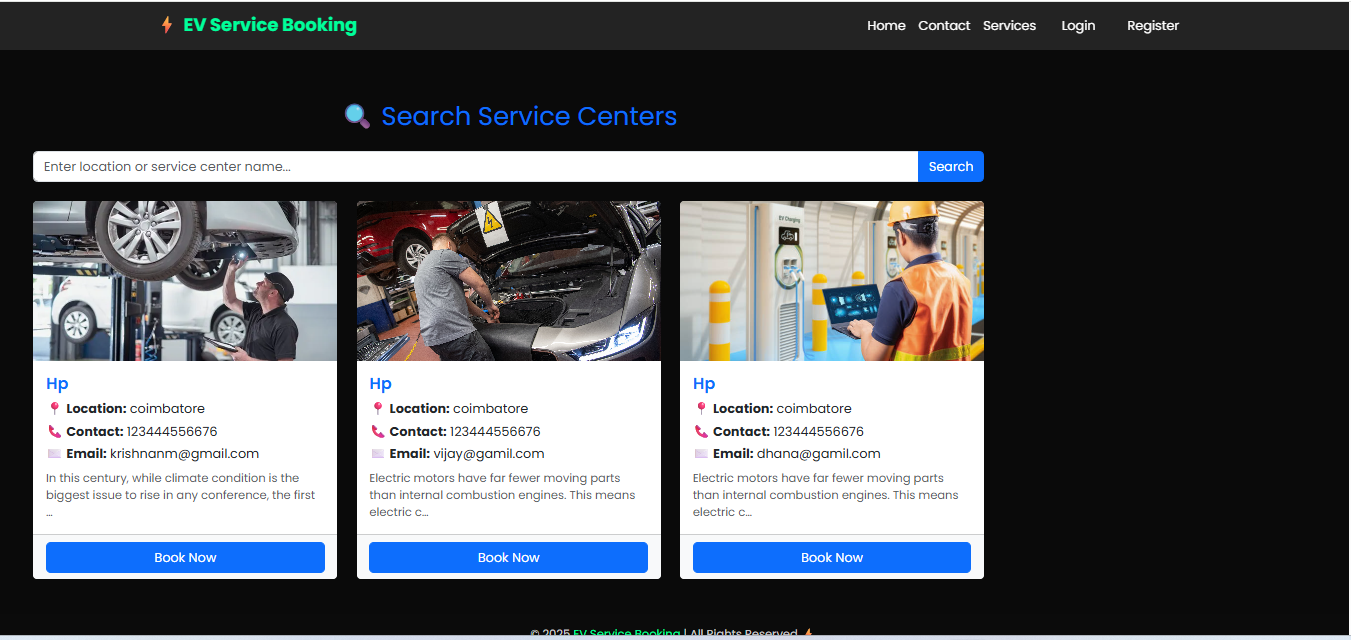 EV Service Booking
Home Contact Services Login Register
Search Service Centers
Enter location or service center name...
Search
EV Charging
Hp
Location: coimbatore
Contact: 123444556676
Email: krishnanm@gmail.com
In this century, while climate condition is the
biggest issue to rise in any conference, the first
...
Book Now
Hp
Location: coimbatore
Contact: 123444556676
Email: vijay@gamil.com
Electric motors have far fewer moving parts
than internal combustion engines. This means
electric c...
Book Now
Hp
Location: coimbatore
Contact: 123444556676
Email: dhana@gamil.com
Electric motors have far fewer moving parts
than internal combustion engines. This means
electric c...
Book Now
© 2025 EV Service Booking | All Rights Reserved